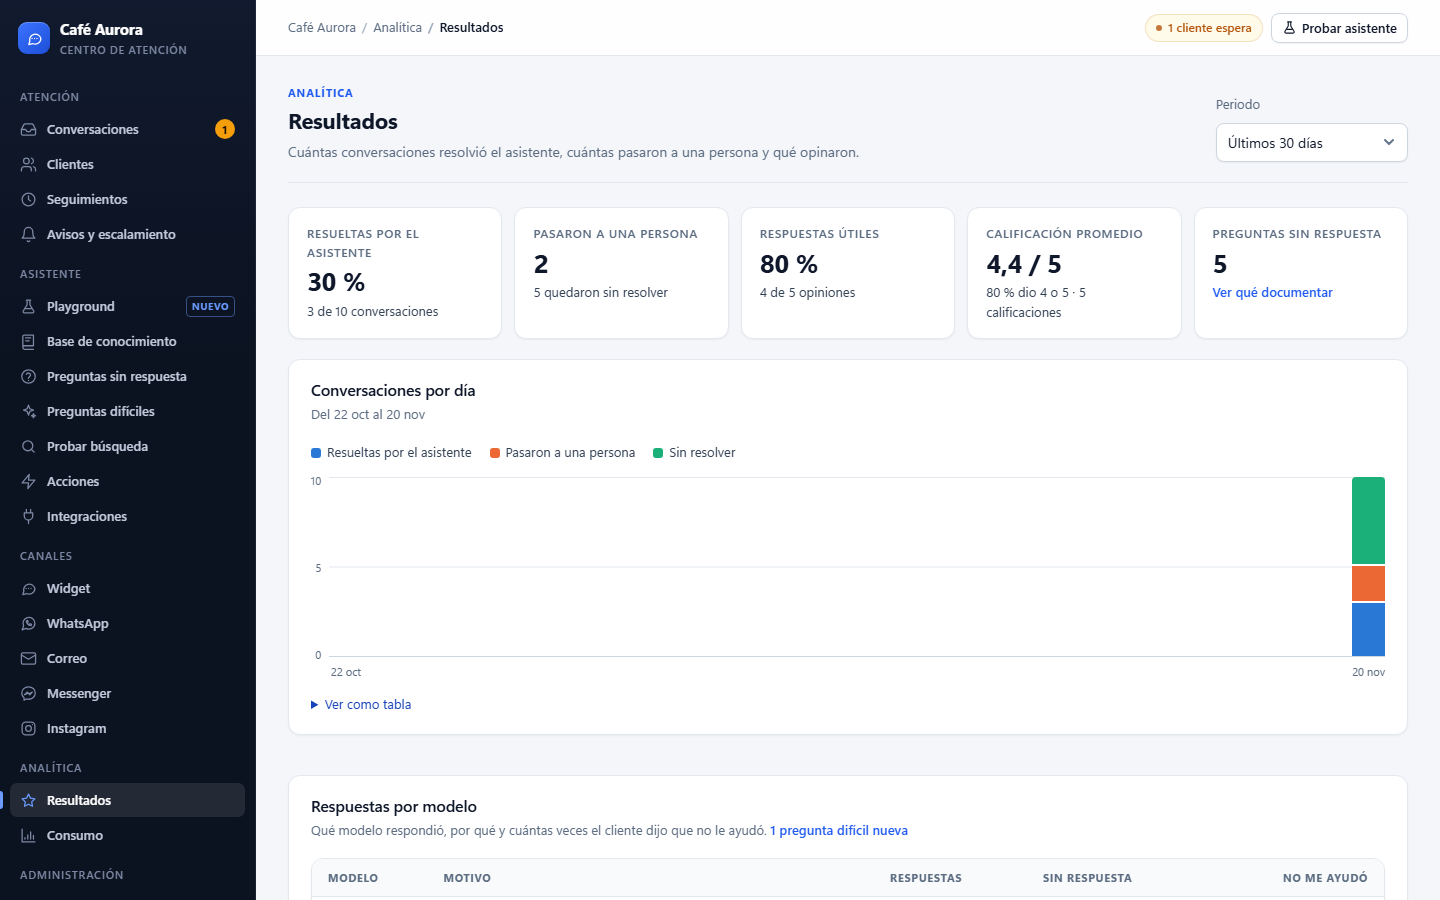 Café Aurora
CENTRO DE ATENCIÓN
ATENCIÓN
Conversaciones 1
Clientes
Seguimientos
Avisos y escalamiento
ASISTENTE
Playground NUEVO
Base de conocimiento
Preguntas sin respuesta
Preguntas difíciles
Probar búsqueda
Acciones
Integraciones
CANALES
Widget
WhatsApp
Correo
Messenger
Instagram
ANALÍTICA
Resultados
Consumo
ADMINISTRACIÓN
Café Aurora / Analítica / Resultados
1 cliente espera
Probar asistente
ANALÍTICA
Resultados
Cuántas conversaciones resolvió el asistente, cuántas pasaron a una persona y qué opinaron.
Periodo
Últimos 30 días
RESUELTAS POR EL
ASISTENTE
30 %
3 de 10 conversaciones
PASARON A UNA PERSONA
2
5 quedaron sin resolver
RESPUESTAS ÚTILES
80 %
4 de 5 opiniones
CALIFICACIÓN PROMEDIO
4,4 / 5
80 % dio 4 o 5 · 5
calificaciones
PREGUNTAS SIN RESPUESTA
5
Ver qué documentar
Conversaciones por día
Del 22 oct al 20 nov
Resueltas por el asistente Pasaron a una persona Sin resolver
10
5
0
22 oct 20 nov
Ver como tabla
Respuestas por modelo
Qué modelo respondió, por qué y cuántas veces el cliente dijo que no le ayudó. 1 pregunta difícil nueva
MODELO MOTIVO RESPUESTAS SIN RESPUESTA NO ME AYUDÓ